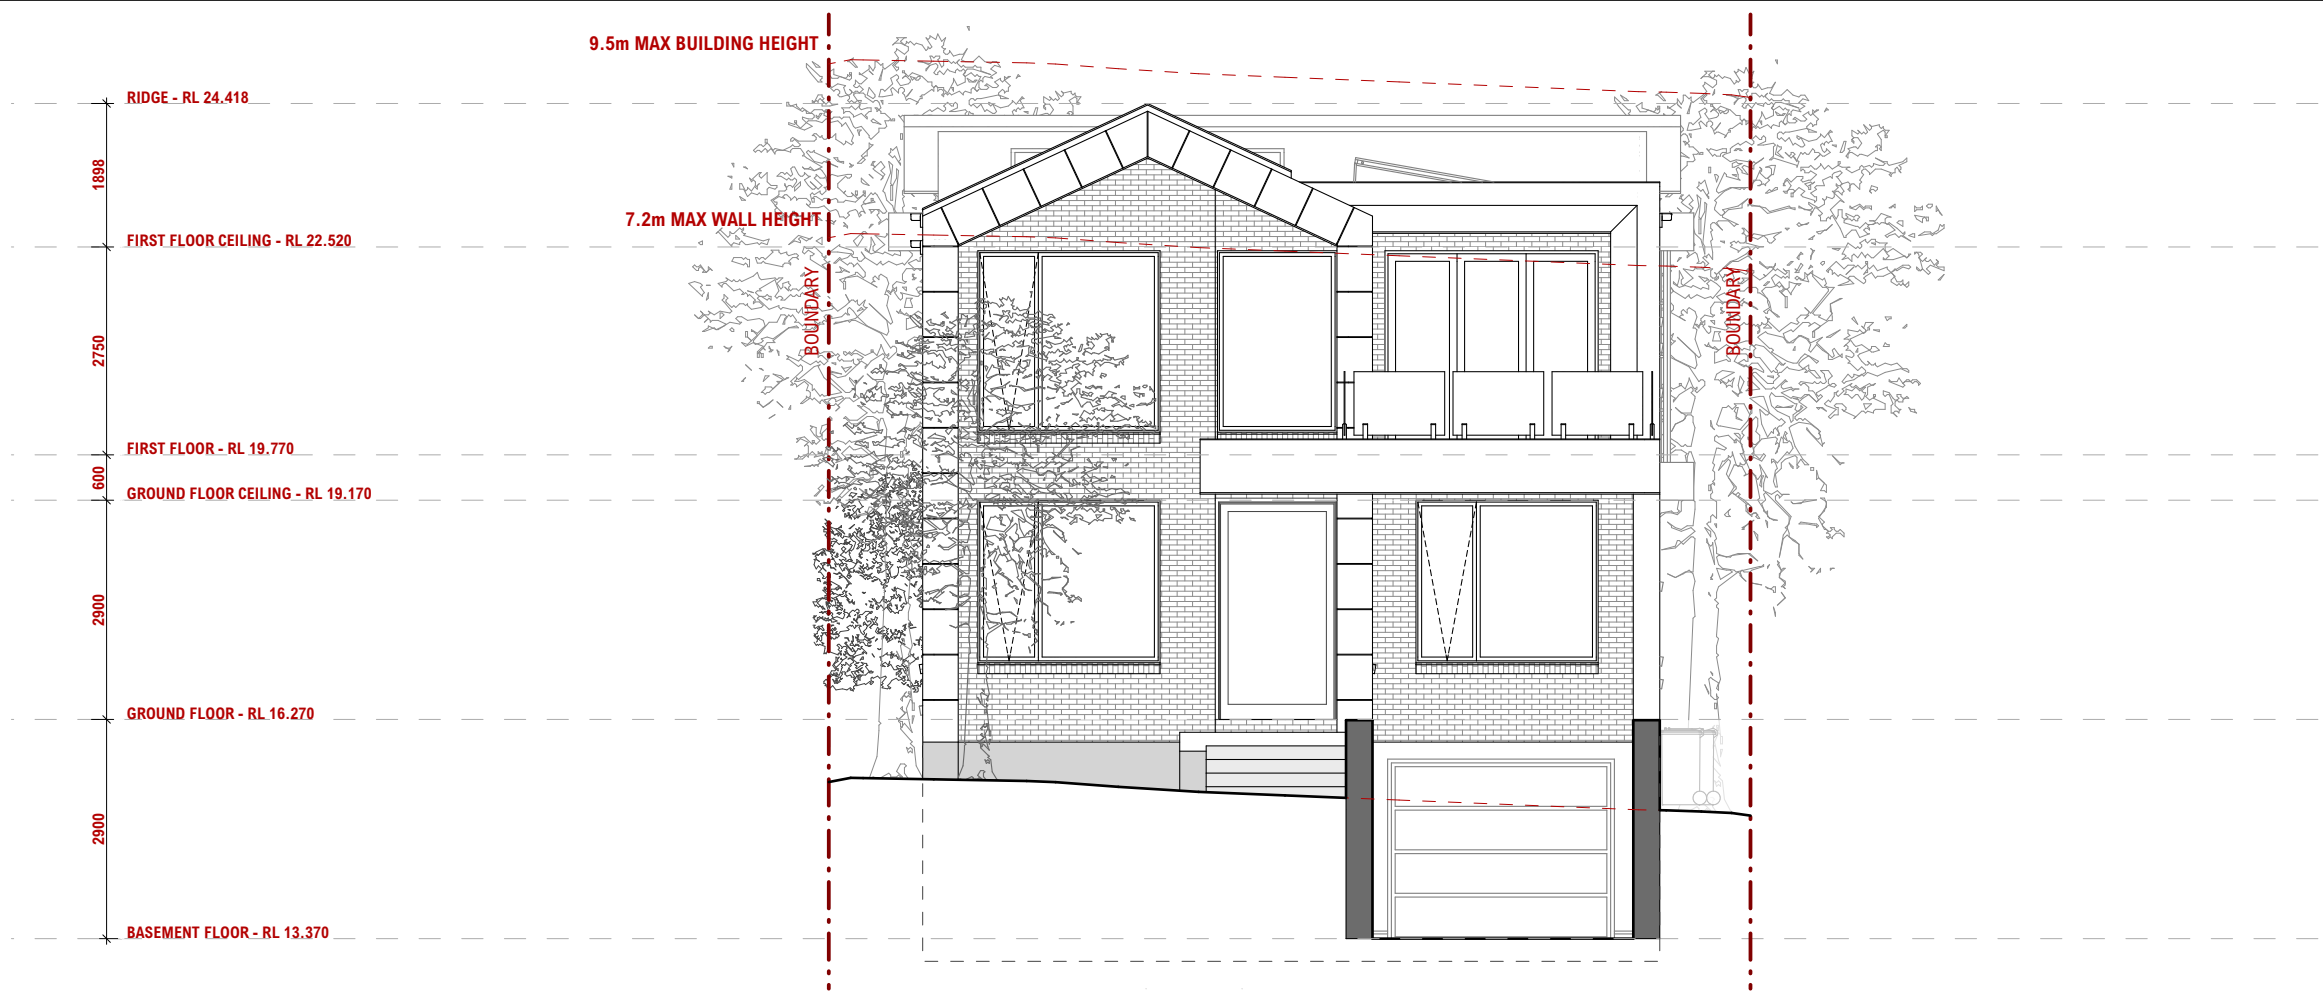 9.5m MAX BUILDING HEIGHT
RIDGE - RL 24.418
1898
7.2m MAX WALL HEIGHT
FIRST FLOOR CEILING - RL 22.520
BOUNDARY
BOUNDARY
2750
FIRST FLOOR - RL 19.770
600
GROUND FLOOR CEILING - RL 19.170
2900
GROUND FLOOR - RL 16.270
2900
BASEMENT FLOOR - RL 13.370